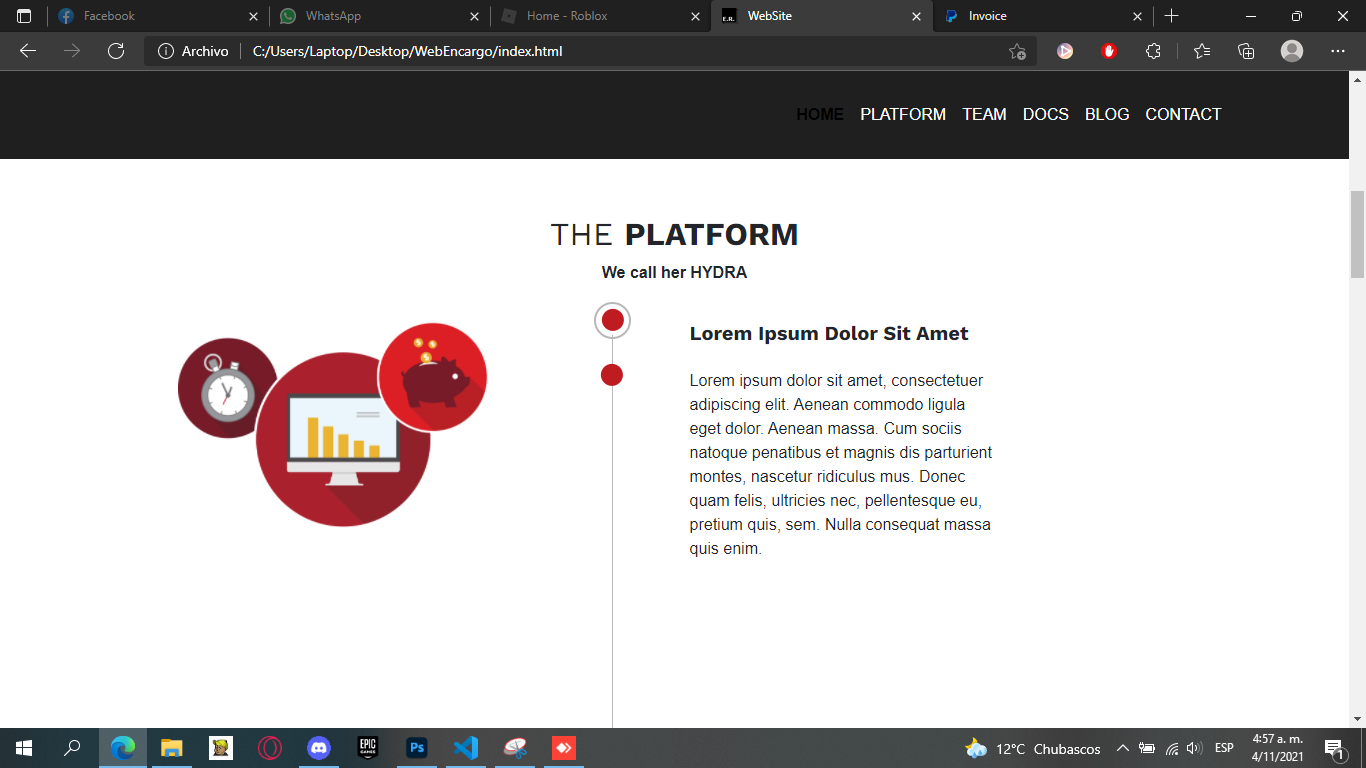 Facebook
WhatsApp
Home - Roblox
E.R.
WebSite
Invoice
Archivo
C:/Users/Laptop/Desktop/WebEncargo/index.html
HOME PLATFORM TEAM DOCS BLOG CONTACT
THE PLATFORM
We call her HYDRA
Lorem Ipsum Dolor Sit Amet
Lorem ipsum dolor sit amet, consectetuer
adipiscing elit. Aenean commodo ligula
eget dolor. Aenean massa. Cum sociis
natoque penatibus et magnis dis parturient
montes, nascetur ridiculus mus. Donec
quam felis, ultricies nec, pellentesque eu,
pretium quis, sem. Nulla consequat massa
quis enim.
EPIC
GAMES
Ps
12°C Chubascos
ESP
4:57 a. m.
4/11/2021
1